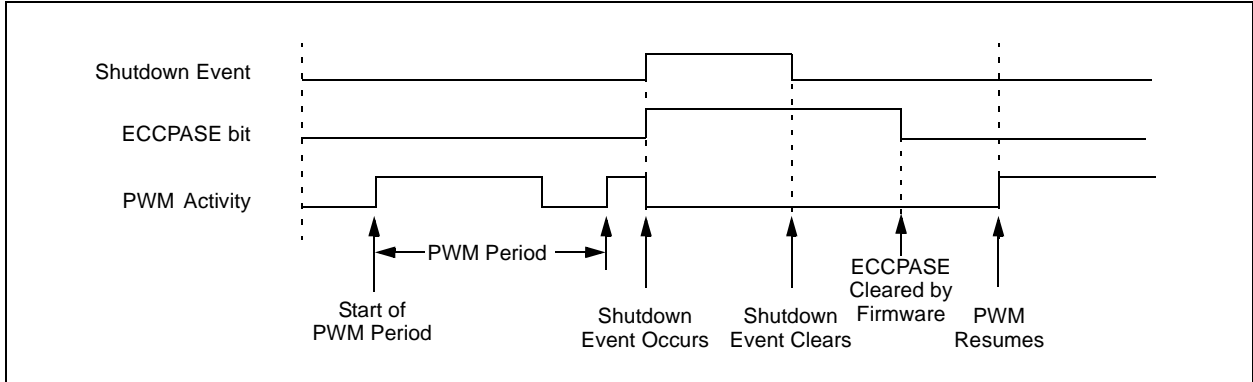 Shutdown Event
ECCPASE bit
PWM Activity
PWM Period
Start of
PWM Period
Shutdown
Event Occurs
Shutdown
Event Clears
ECCPASE
Cleared by
Firmware
PWM
Resumes